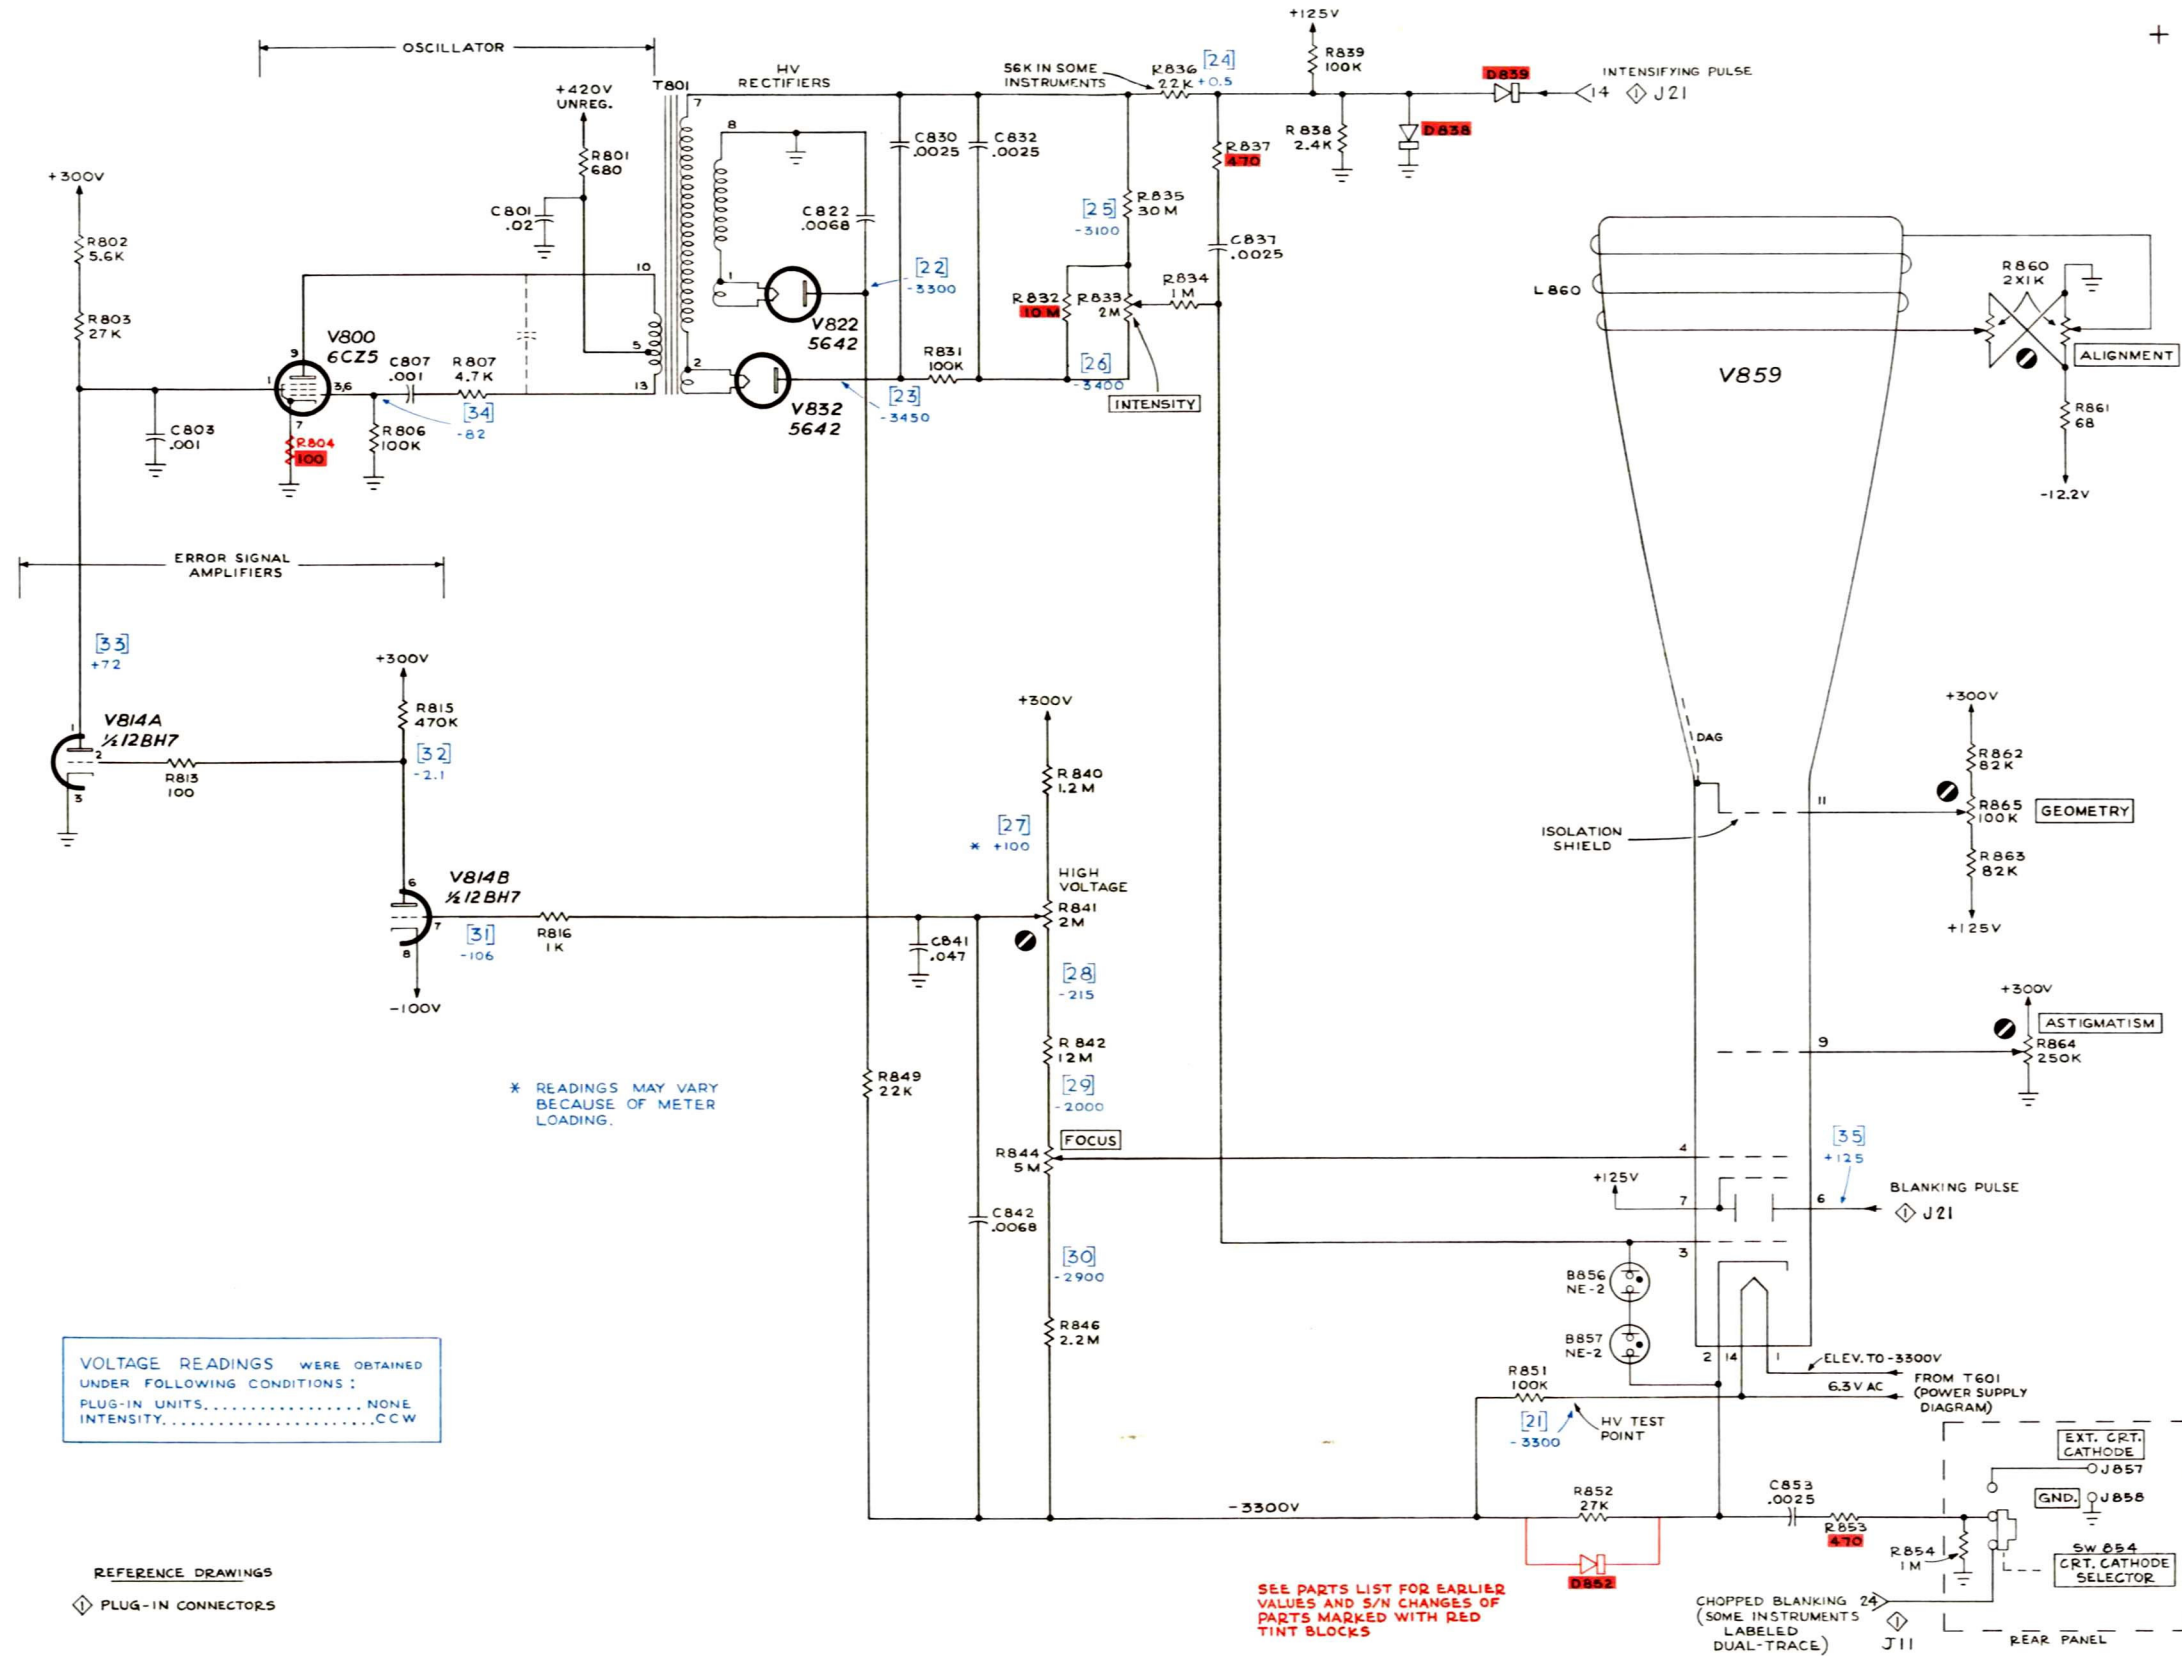 +125V
OSCILLATOR
HV
RECTIFIERS
56K IN SOME
INSTRUMENTS
R836
22K
[24]
+0.5
R839
100K
D839
INTENSIFYING PULSE
14
1
J21
+420V
UNREG.
T801
7
8
R801
680
C801
.02
C822
.0068
C830
.0025
C832
.0025
R838
2.4K
D838
R837
470
+300V
R802
5.6K
R803
27K
[25]
-3100
R835
30M
C837
.0025
10
1
[22]
-3300
R832
10M
R833
2M
R834
1M
L860
R860
2X1K
ALIGNMENT
V800
6CZ5
9
1
3,6
7
C807
.001
R807
4.7K
5
13
2
V822
5642
R831
100K
[26]
-3400
INTENSITY
V859
C803
.001
R804
100
R806
100K
[34]
-82
V832
5642
[23]
-3450
R861
68
-12.2V
ERROR SIGNAL
AMPLIFIERS
[33]
+72
+300V
R815
470K
[32]
-2.1
V814A
½12BH7
1
2
3
R813
100
+300V
R840
1.2M
[27]
* +100
HIGH
VOLTAGE
R841
2M
DAG
ISOLATION
SHIELD
11
+300V
R862
82K
R865
100K
GEOMETRY
R863
82K
+125V
V814B
½12BH7
6
7
8
[31]
-106
R816
1K
C841
.047
-100V
[28]
-215
R842
12M
[29]
-2000
+300V
ASTIGMATISM
R864
250K
9
* READINGS MAY VARY
BECAUSE OF METER
LOADING.
R849
22K
FOCUS
R844
5M
4
[35]
+125
+125V
7
6
BLANKING PULSE
1
J21
3
C842
.0068
[30]
-2900
R846
2.2M
B856
NE-2
B857
NE-2
2
14
1
ELEV. TO -3300V
6.3V AC
FROM T601
(POWER SUPPLY
DIAGRAM)
R851
100K
[21]
-3300
HV TEST
POINT
VOLTAGE READINGS WERE OBTAINED
UNDER FOLLOWING CONDITIONS:
PLUG-IN UNITS................NONE
INTENSITY.......................CCW
-3300V
R852
27K
D852
C853
.0025
R853
470
R854
1M
EXT. CRT.
CATHODE
J857
GND.
J858
SW 854
CRT. CATHODE
SELECTOR
REAR PANEL
CHOPPED BLANKING
(SOME INSTRUMENTS
LABELED
DUAL-TRACE)
24
1
J11
SEE PARTS LIST FOR EARLIER
VALUES AND S/N CHANGES OF
PARTS MARKED WITH RED
TINT BLOCKS
REFERENCE DRAWINGS
1 PLUG-IN CONNECTORS